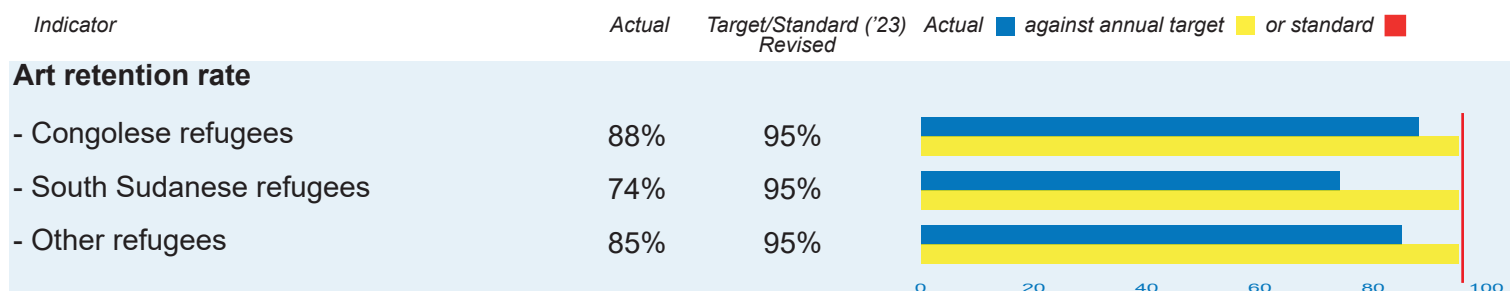 Indicator Actual Target/Standard ('23) Revised Actual against annual target or standard
Art retention rate
- Congolese refugees 88% 95%
- South Sudanese refugees 74% 95%
- Other refugees 85% 95%
0 20 40 60 80 100